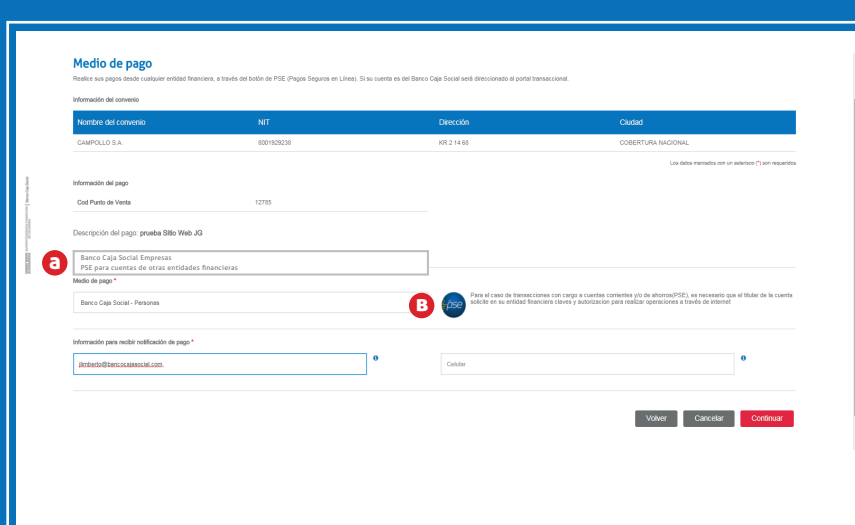 Medio de pago
Realice sus pagos desde cualquier entidad financiera, a través del botón de PSE (Pagos Seguros en Línea). Si su cuenta es del Banco Caja Social será direccionado al portal transaccional.
Información del convenio
Nombre del convenio NIT Dirección Ciudad
CAMPOLLO S.A. 8001929238 KR 2 14 68 COBERTURA NACIONAL
Los datos marcados con un asterisco (*) son requeridos
Información del pago
Cod Punto de Venta 12785
Descripción del pago: prueba Sitio Web JG
a
Banco Caja Social Empresas
PSE para cuentas de otras entidades financieras
Medio de pago *
Banco Caja Social - Personas
B
pse
Para el caso de transacciones con cargo a cuentas corrientes y/o de ahorros(PSE), es necesario que el titular de la cuenta
solicite en su entidad financiera claves y autorizacion para realizar operaciones a través de internet
Información para recibir notificación de pago *
jlmberto@bancocajasocial.com,
Celular
Volver Cancelar Continuar